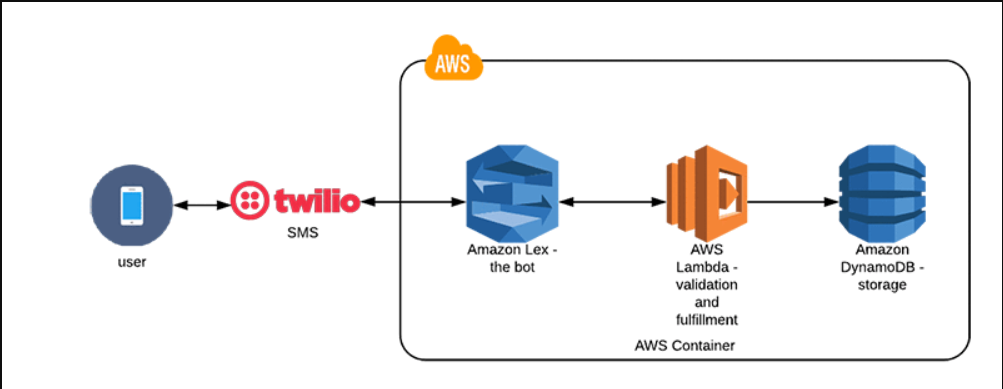 AWS
twilio
SMS
user
Amazon Lex -
the bot
AWS
Lambda -
validation
and
fulfillment
Amazon
DynamoDB -
storage
AWS Container